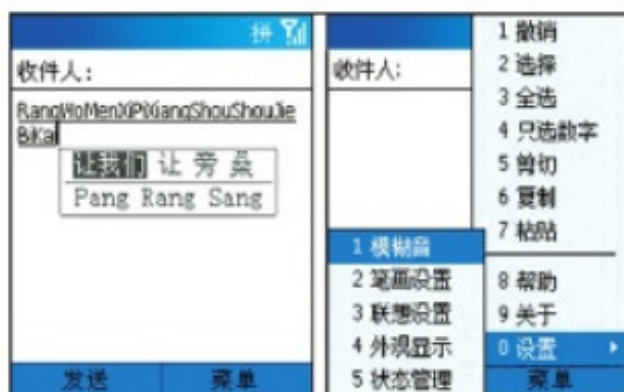 拼
收件人:
RangWoMenXiPiXiangShouShouJie
BiKai
让我们 让 旁 桑
Pang Rang Sang
发送 菜单
收件人:
1 撤销
2 选择
3 全选
4 只选数字
5 剪切
6 复制
7 粘贴
8 帮助
9 关于
0 设置
1 模糊音
2 笔画设置
3 联想设置
4 外观显示
5 状态管理
菜单